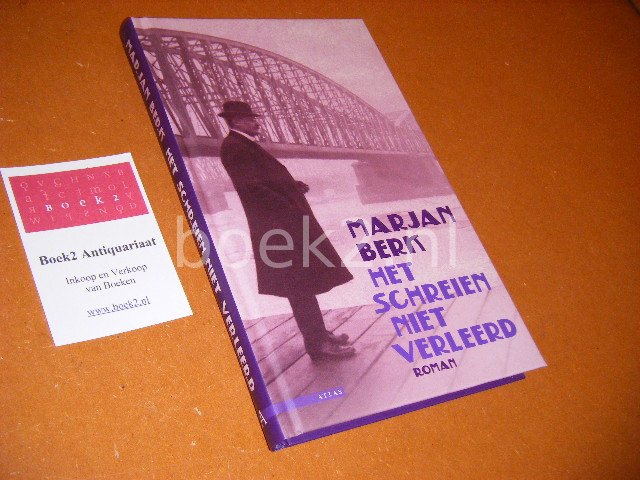 MARJAN BERK HET SCHREIEN NIET VERLEERD
MARJAN
BERK
HET
SCHREIEN
NIET
VERLEERD
ROMAN
ATLAS
BOEK2
Boek2 Antiquariaat
Inkoop en Verkoop
van Boeken
www.boek2.nl
boek2.nl